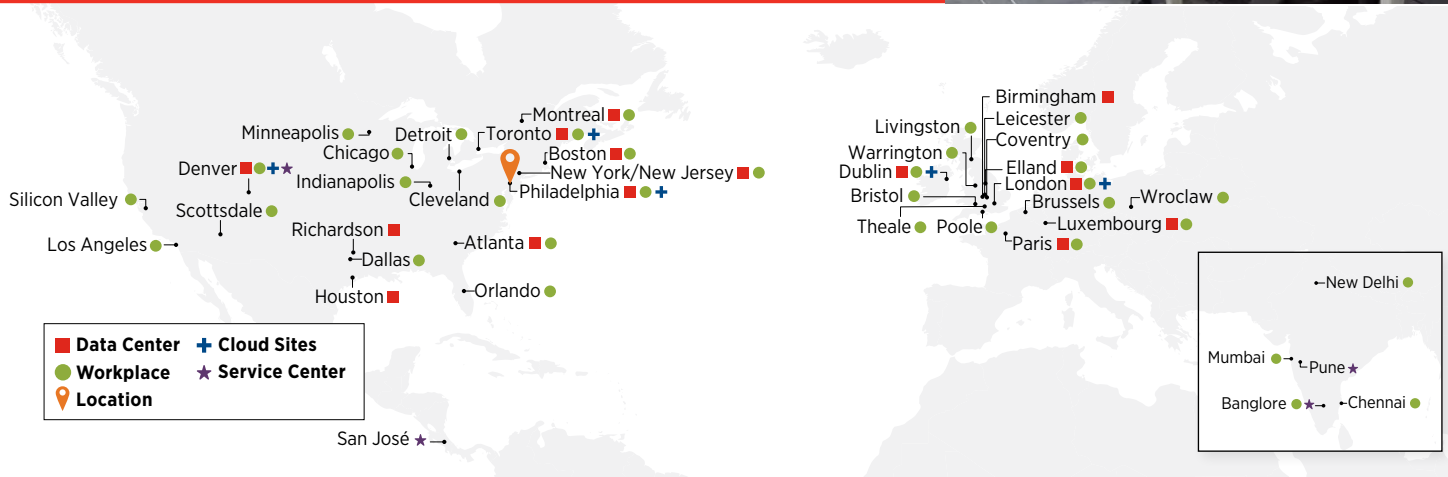 Montreal
Minneapolis
Detroit
Toronto
Chicago
Boston
Denver
New York/New Jersey
Indianapolis
Philadelphia
Silicon Valley
Cleveland
Scottsdale
Richardson
Los Angeles
Atlanta
Dallas
Houston
Orlando
Data Center
Cloud Sites
Workplace
Service Center
Location
San José
Birmingham
Leicester
Livingston
Coventry
Warrington
Elland
Dublin
London
Bristol
Brussels
Wroclaw
Theale
Poole
Luxembourg
Paris
New Delhi
Mumbai
Pune
Banglore
Chennai